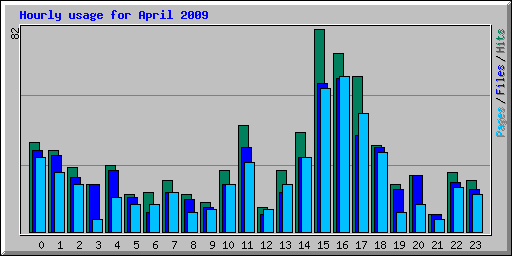 Hourly usage for April 2009
82
Pages / Files / Hits
0 1 2 3 4 5 6 7 8 9 10 11 12 13 14 15 16 17 18 19 20 21 22 23